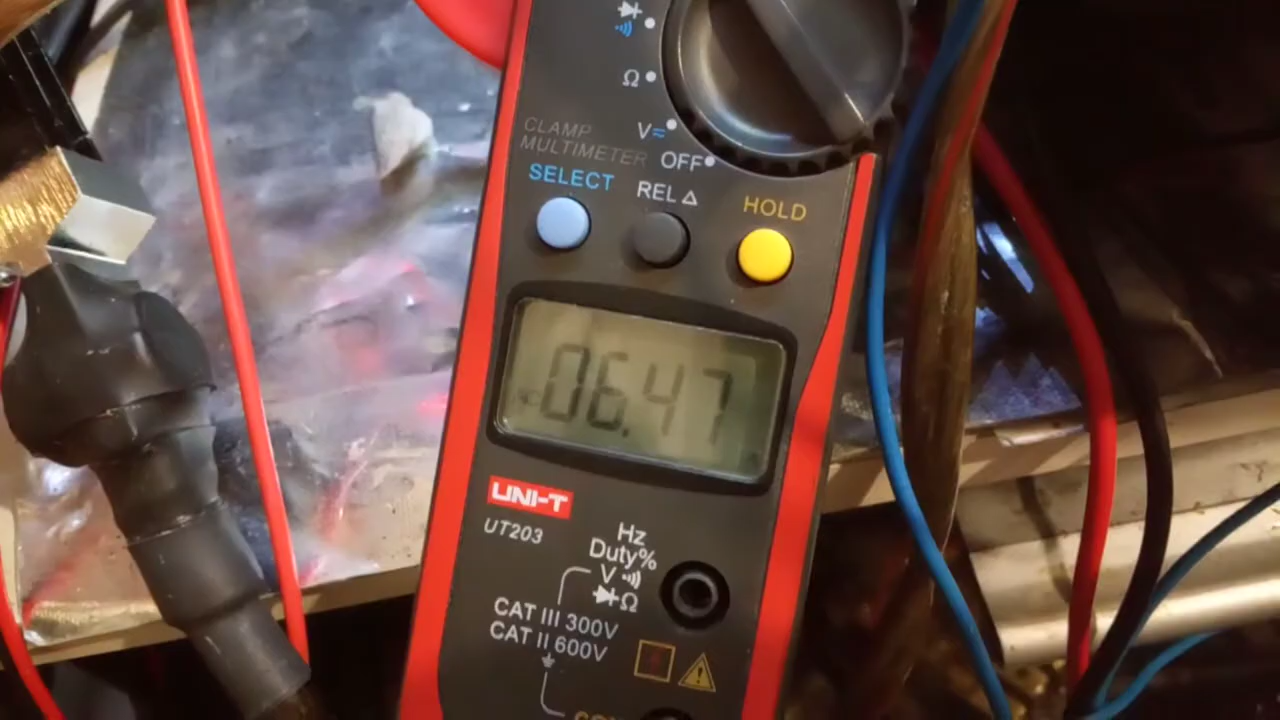 Ω
V
OFF
CLAMP
MULTIMETER
SELECT
REL △
HOLD
06.47
UNI-T
UT203
Hz
Duty%
V
Ω
CAT III 300V
CAT II 600V